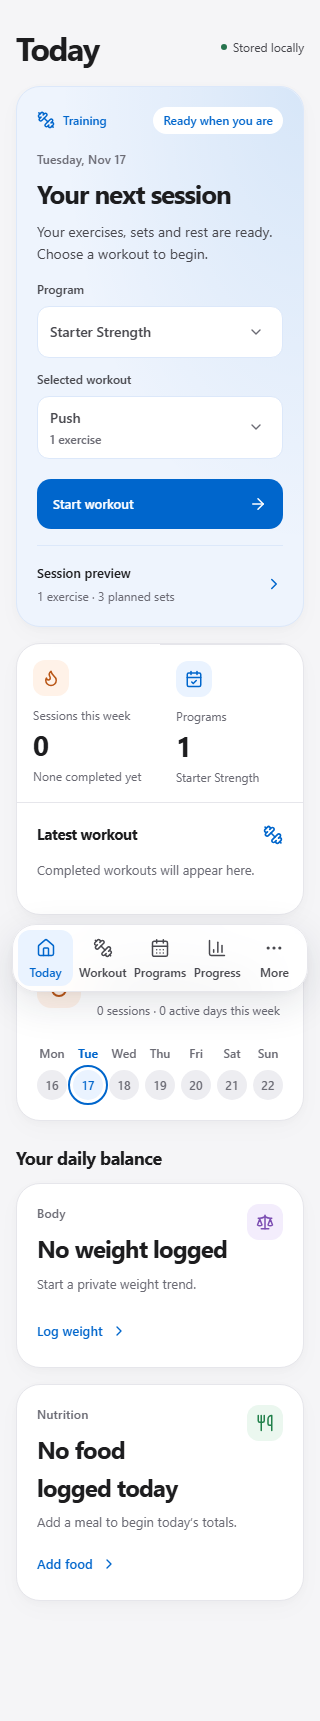 Today
Stored locally
Training
Ready when you are
Tuesday, Nov 17
Your next session
Your exercises, sets and rest are ready.
Choose a workout to begin.
Program
Starter Strength
Selected workout
Push
1 exercise
Start workout
Session preview
1 exercise · 3 planned sets
Sessions this week
0
None completed yet
Programs
1
Starter Strength
Latest workout
Completed workouts will appear here.
Today
Workout
Programs
Progress
More
0 sessions · 0 active days this week
Mon Tue Wed Thu Fri Sat Sun
16 17 18 19 20 21 22
Your daily balance
Body
No weight logged
Start a private weight trend.
Log weight
Nutrition
No food
logged today
Add a meal to begin today's totals.
Add food